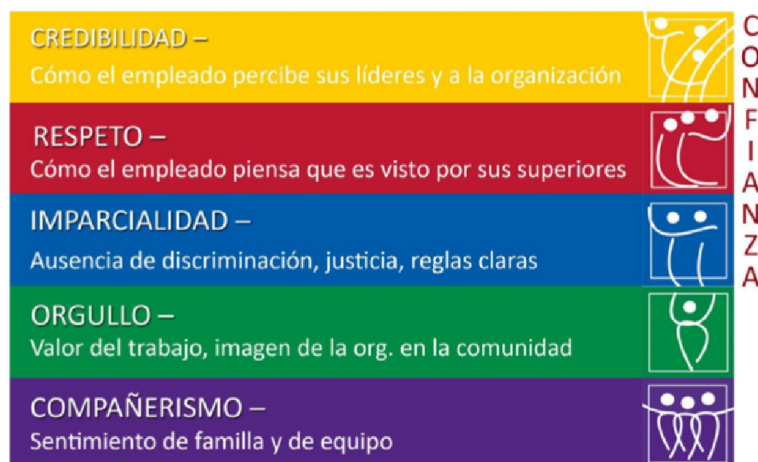 CREDIBILIDAD –
Cómo el empleado percibe sus líderes y a la organización
RESPETO –
Cómo el empleado piensa que es visto por sus superiores
IMPARCIALIDAD –
Ausencia de discriminación, justicia, reglas claras
ORGULLO –
Valor del trabajo, imagen de la org. en la comunidad
COMPAÑERISMO –
Sentimiento de familla y de equipo
CONFIANZA